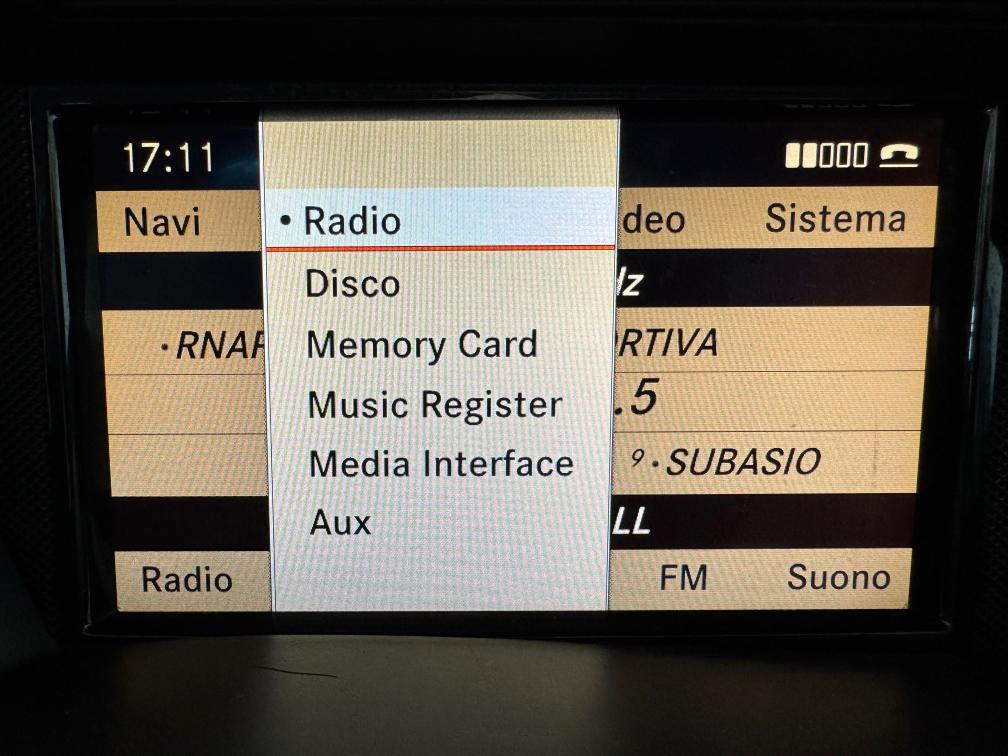 17:11
Navi deo Sistema
• Radio
Disco
Memory Card
Music Register
Media Interface
Aux
z
·RNAF RTIVA
.5
9·SUBASIO
LL
Radio FM Suono